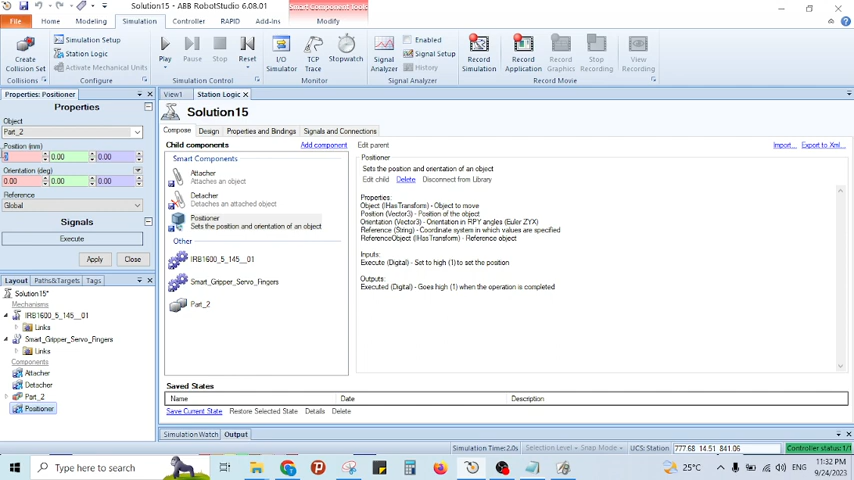 Solution15 - ABB RobotStudio 6.08.01
Smart Component Tools
File
Home
Modeling
Simulation
Controller
RAPID
Add-Ins
Modify
Create Collision Set
Simulation Setup
Station Logic
Activate Mechanical Units
Play
Pause
Stop
Reset
I/O Simulator
TCP Trace
Stopwatch
Signal Analyzer
Enabled
Signal Setup
History
Record Simulation
Record Application
Record Graphics
Stop Recording
View Recording
Collisions
Configure
Simulation Control
Monitor
Signal Analyzer
Record Movie
Properties: Positioner
Properties
Object
Part_2
Position (mm)
0.00
0.00
Orientation (deg)
0.00
0.00
0.00
Reference
Global
Signals
Execute
Apply
Close
Layout
Paths&Targets
Tags
Solution15*
Mechanisms
IRB1600_5_145__01
Links
Smart_Gripper_Servo_Fingers
Links
Components
Attacher
Detachor
Part_2
Positioner
View1
Station Logic
Solution15
Compose
Design
Properties and Bindings
Signals and Connections
Child components
Add component
Edit parent
Import...
Export to Xml...
Smart Components
Attacher
Attaches an object
Detacher
Detaches an attached object
Positioner
Sets the position and orientation of an object
Other
IRB1600_5_145__01
Smart_Gripper_Servo_Fingers
Part_2
Positioner
Sets the position and orientation of an object
Edit child
Delete
Disconnect from Library
Properties:
Object (IHasTransform) - Object to move
Position (Vector3) - Position of the object
Orientation (Vector3) - Orientation in RPY angles (Euler ZYX)
Reference (String) - Coordinate system in which values are specified
ReferenceObject (IHasTransform) - Reference object
Inputs:
Execute (Digital) - Set to high (1) to set the position
Outputs:
Executed (Digital) - Goes high (1) when the operation is completed
Saved States
Name
Date
Description
Save Current State
Restore Selected State
Details
Delete
Simulation Watch
Output
Simulation Time: 2.0s
Selection Level
Snap Mode
UCS: Station
777.68 14.51 841.06
Controller status: 1/1
Type here to search
25°C
ENG
11:32 PM
9/24/2023